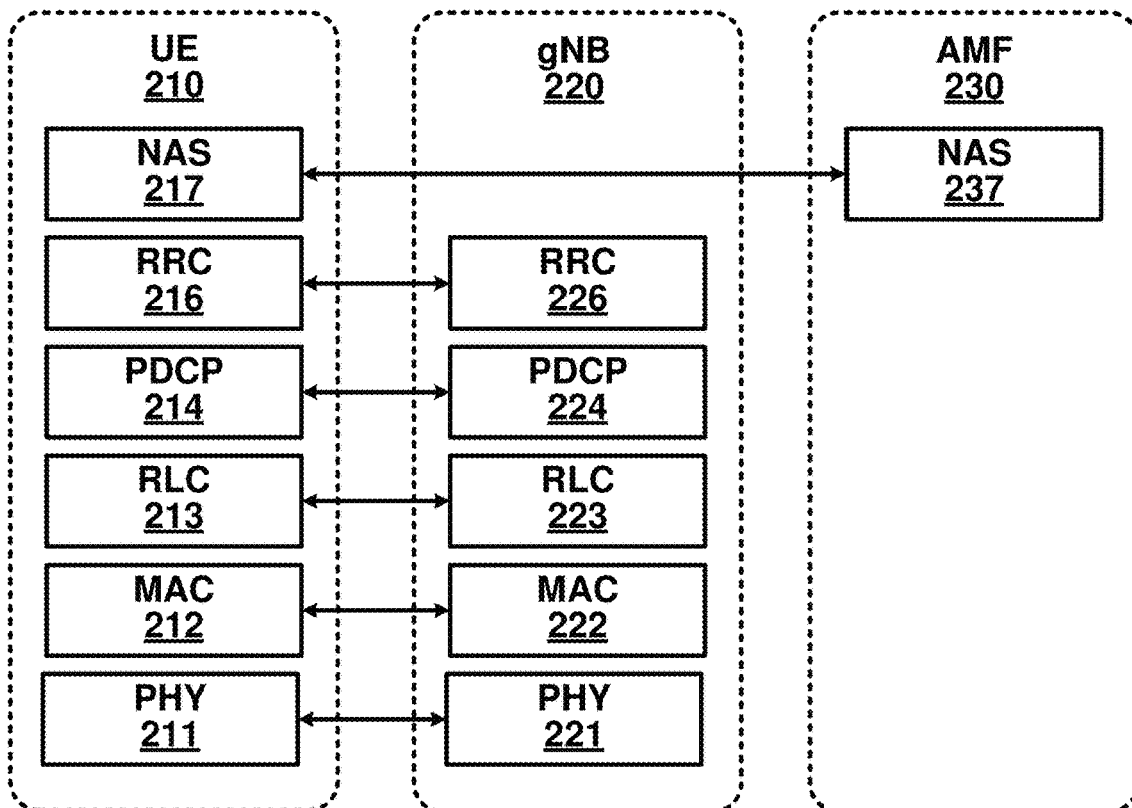 UE
210
gNB
220
AMF
230
NAS
217
NAS
237
RRC
216
RRC
226
PDCP
214
PDCP
224
RLC
213
RLC
223
MAC
212
MAC
222
PHY
211
PHY
221